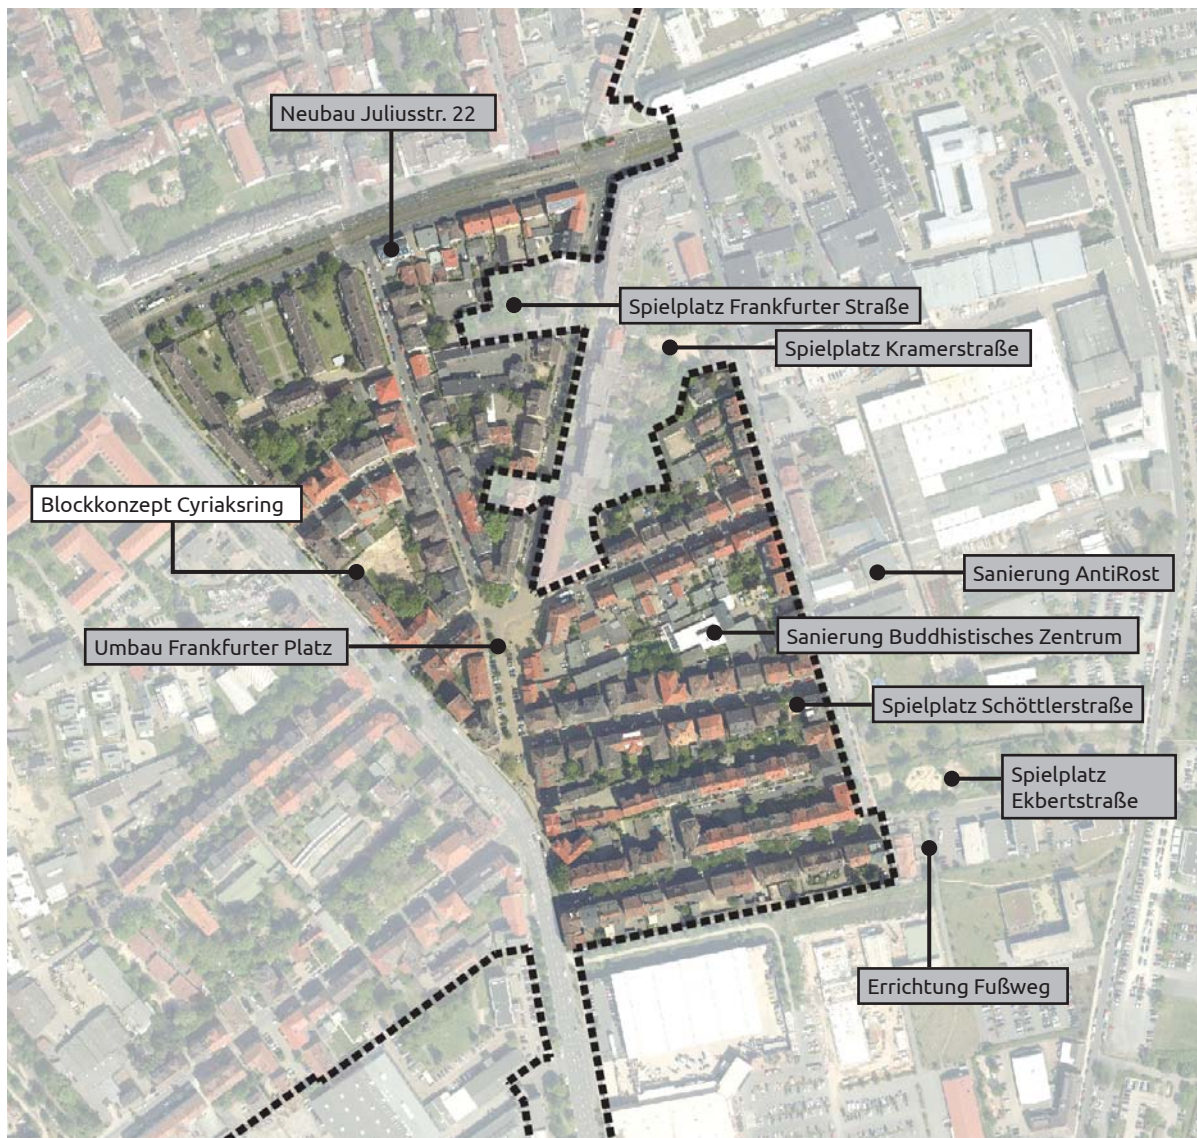 Neubau Juliusstr. 22
Spielplatz Frankfurter Straße
Spielplatz Kramerstraße
Blockkonzept Cyriaksring
Sanierung AntiRost
Sanierung Buddhistisches Zentrum
Umbau Frankfurter Platz
Spielplatz Schöttlerstraße
Spielplatz
Ekbertstraße
Errichtung Fußweg